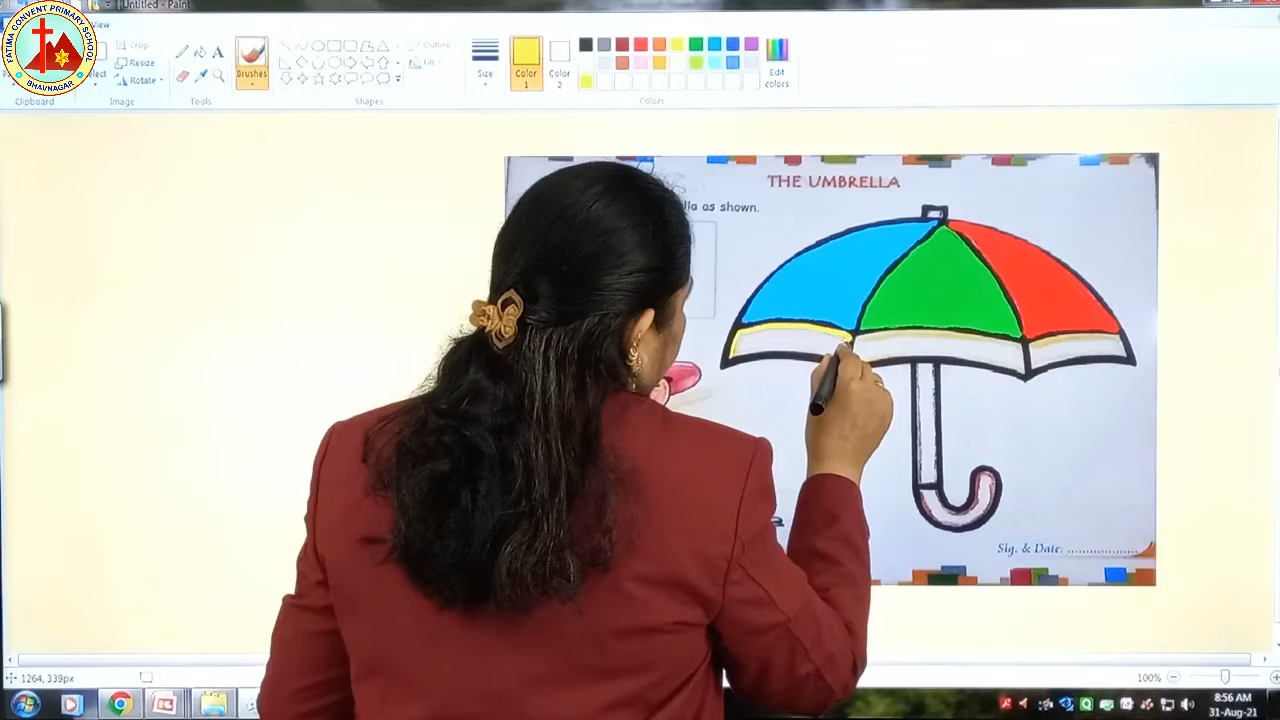 Untitled - Paint
FATIMA CONVENT PRIMARY SCHOOL
BHAVNAGAR
View
Crop
Resize
Rotate
Select
Clipboard
Image
A
Tools
Brushes
Outline
Fill
Shapes
Size
Color 1
Color 2
Edit colors
Colors
THE UMBRELLA
lla as shown.
Sig. & Date: ..................
1264, 339px
100%
8:56 AM
31-Aug-21